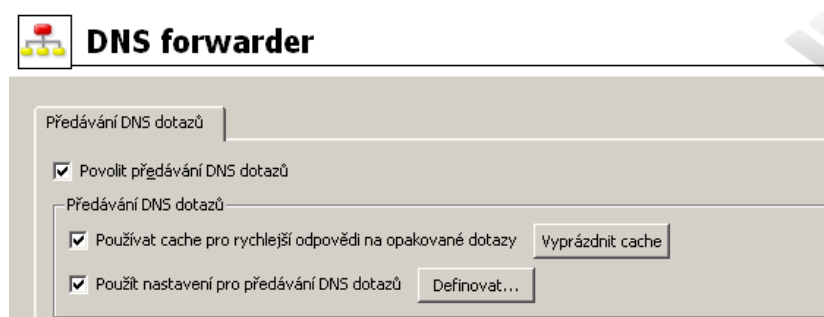 DNS forwarder
Předávání DNS dotazů
Povolit předávání DNS dotazů
Předávání DNS dotazů
Používat cache pro rychlejší odpovědi na opakované dotazy Vyprázdnit cache
Použít nastavení pro předávání DNS dotazů Definovat...